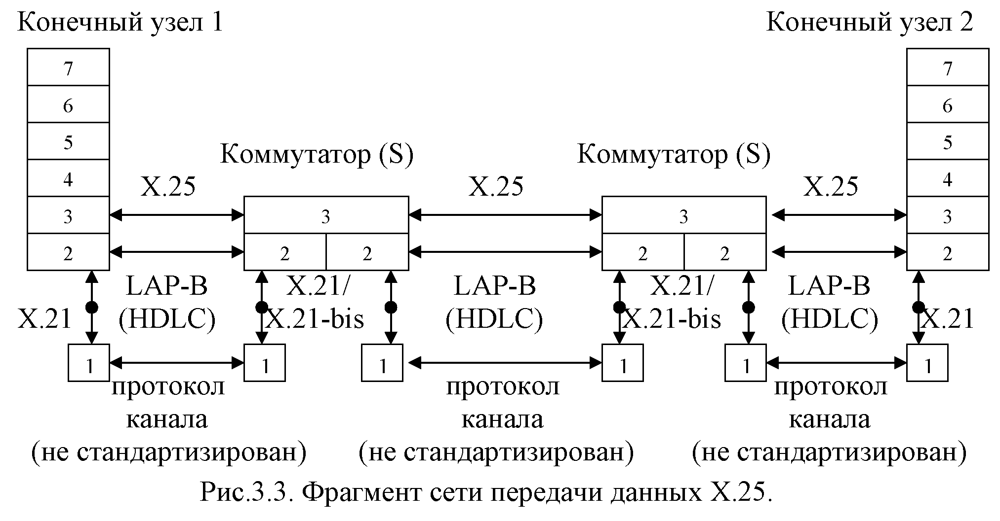 Конечный узел 1
Конечный узел 2
7
7
6
6
5
5
Коммутатор (S)
Коммутатор (S)
4
4
X.25
X.25
X.25
3
3
3
3
2
2
2
2
2
2
LAP-B
(HDLC)
X.21/
X.21-bis
LAP-B
(HDLC)
X.21/
X.21-bis
LAP-B
(HDLC)
X.21
X.21
1
1
1
1
1
1
протокол
канала
(не стандартизирован)
протокол
канала
(не стандартизирован)
протокол
канала
(не стандартизирован)
Рис.3.3. Фрагмент сети передачи данных X.25.